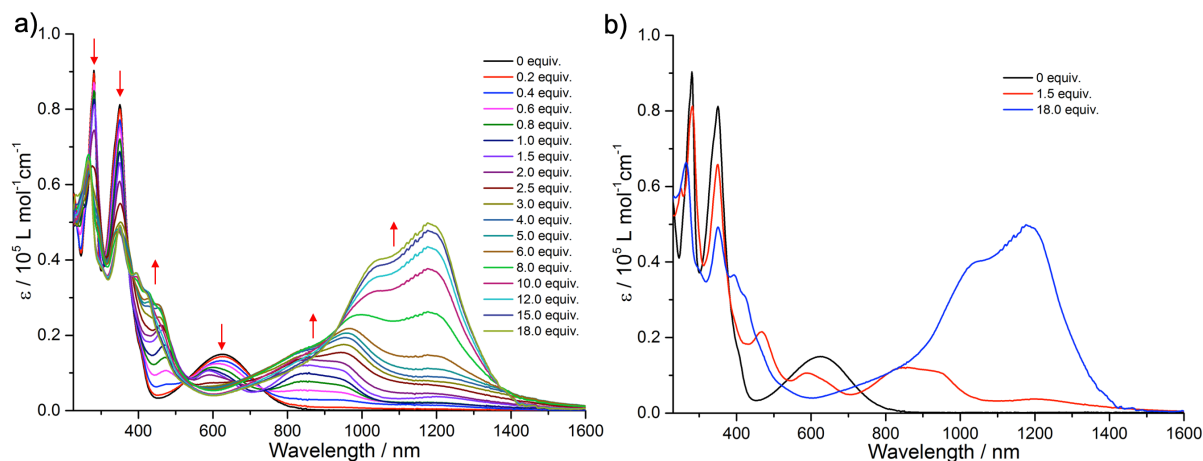 a)
ε / 10⁵ L mol⁻¹cm⁻¹
1.0
0.8
0.6
0.4
0.2
0.0
400 600 800 1000 1200 1400 1600
Wavelength / nm
0 equiv.
0.2 equiv.
0.4 equiv.
0.6 equiv.
0.8 equiv.
1.0 equiv.
1.5 equiv.
2.0 equiv.
2.5 equiv.
3.0 equiv.
4.0 equiv.
5.0 equiv.
6.0 equiv.
8.0 equiv.
10.0 equiv.
12.0 equiv.
15.0 equiv.
18.0 equiv.
b)
ε / 10⁵ L mol⁻¹cm⁻¹
1.0
0.8
0.6
0.4
0.2
0.0
400 600 800 1000 1200 1400 1600
Wavelength / nm
0 equiv.
1.5 equiv.
18.0 equiv.